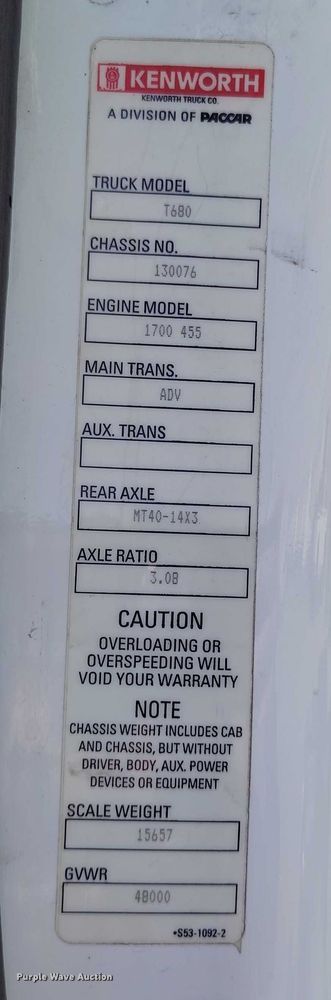 KENWORTH
KENWORTH TRUCK CO.
A DIVISION OF PACCAR
TRUCK MODEL
T680
CHASSIS NO.
130076
ENGINE MODEL
1700 455
MAIN TRANS.
ADV
AUX. TRANS
REAR AXLE
MT40-14X3
AXLE RATIO
3.08
CAUTION
OVERLOADING OR
OVERSPEEDING WILL
VOID YOUR WARRANTY
NOTE
CHASSIS WEIGHT INCLUDES CAB
AND CHASSIS, BUT WITHOUT
DRIVER, BODY, AUX. POWER
DEVICES OR EQUIPMENT
SCALE WEIGHT
15657
GVWR
48000
•S53-1092-2
Purple Wave Auction